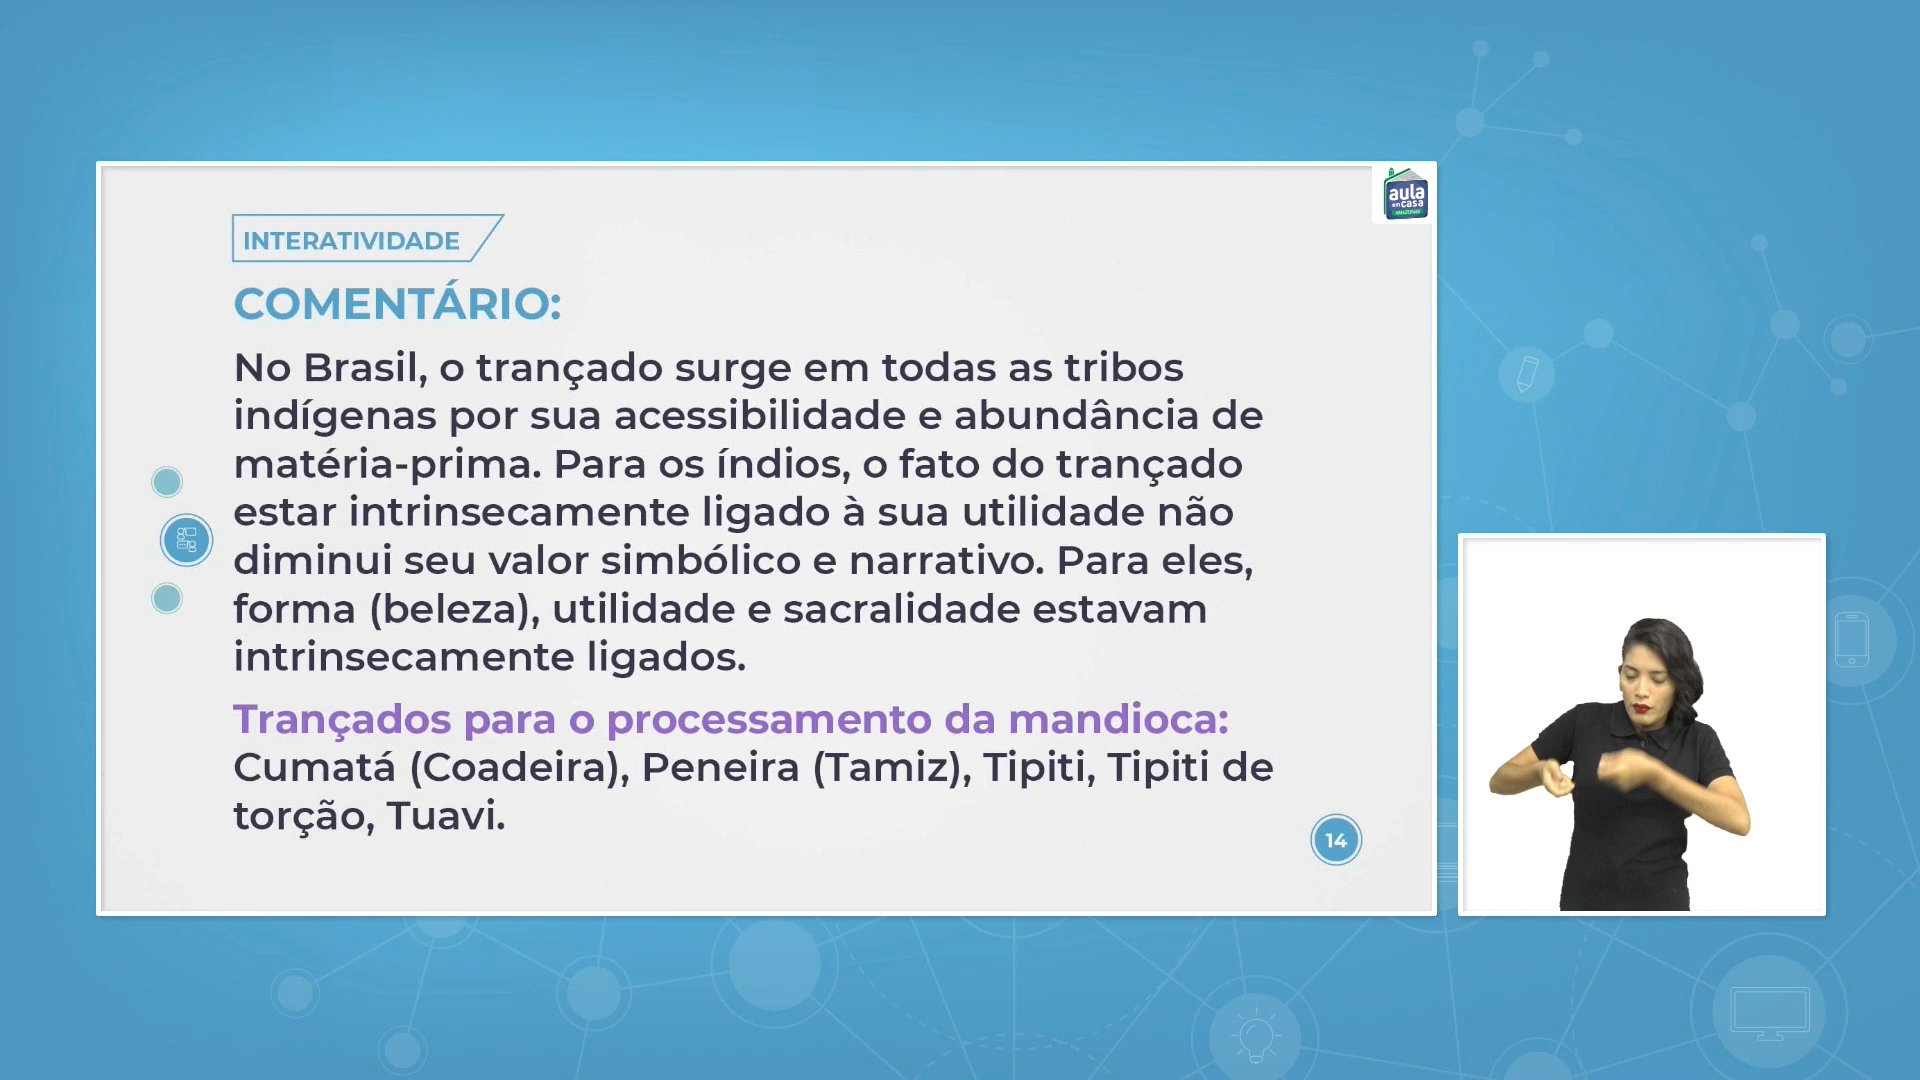 aula
em casa
AMAZONAS
INTERATIVIDADE
COMENTÁRIO:
No Brasil, o trançado surge em todas as tribos
indígenas por sua acessibilidade e abundância de
matéria-prima. Para os índios, o fato do trançado
estar intrinsecamente ligado à sua utilidade não
diminui seu valor simbólico e narrativo. Para eles,
forma (beleza), utilidade e sacralidade estavam
intrinsecamente ligados.
Trançados para o processamento da mandioca:
Cumatá (Coadeira), Peneira (Tamiz), Tipiti, Tipiti de
torção, Tuavi.
14